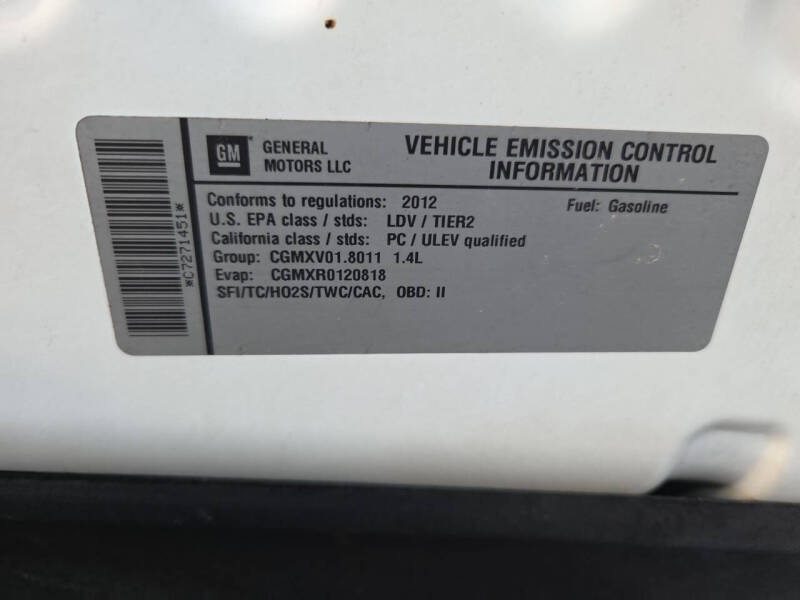 *C7271451*
GM
GENERAL
MOTORS LLC
VEHICLE EMISSION CONTROL
INFORMATION
Conforms to regulations: 2012 Fuel: Gasoline
U.S. EPA class / stds: LDV / TIER2
California class / stds: PC / ULEV qualified
Group: CGMXV01.8011 1.4L
Evap: CGMXR0120818
SFI/TC/HO2S/TWC/CAC, OBD: II